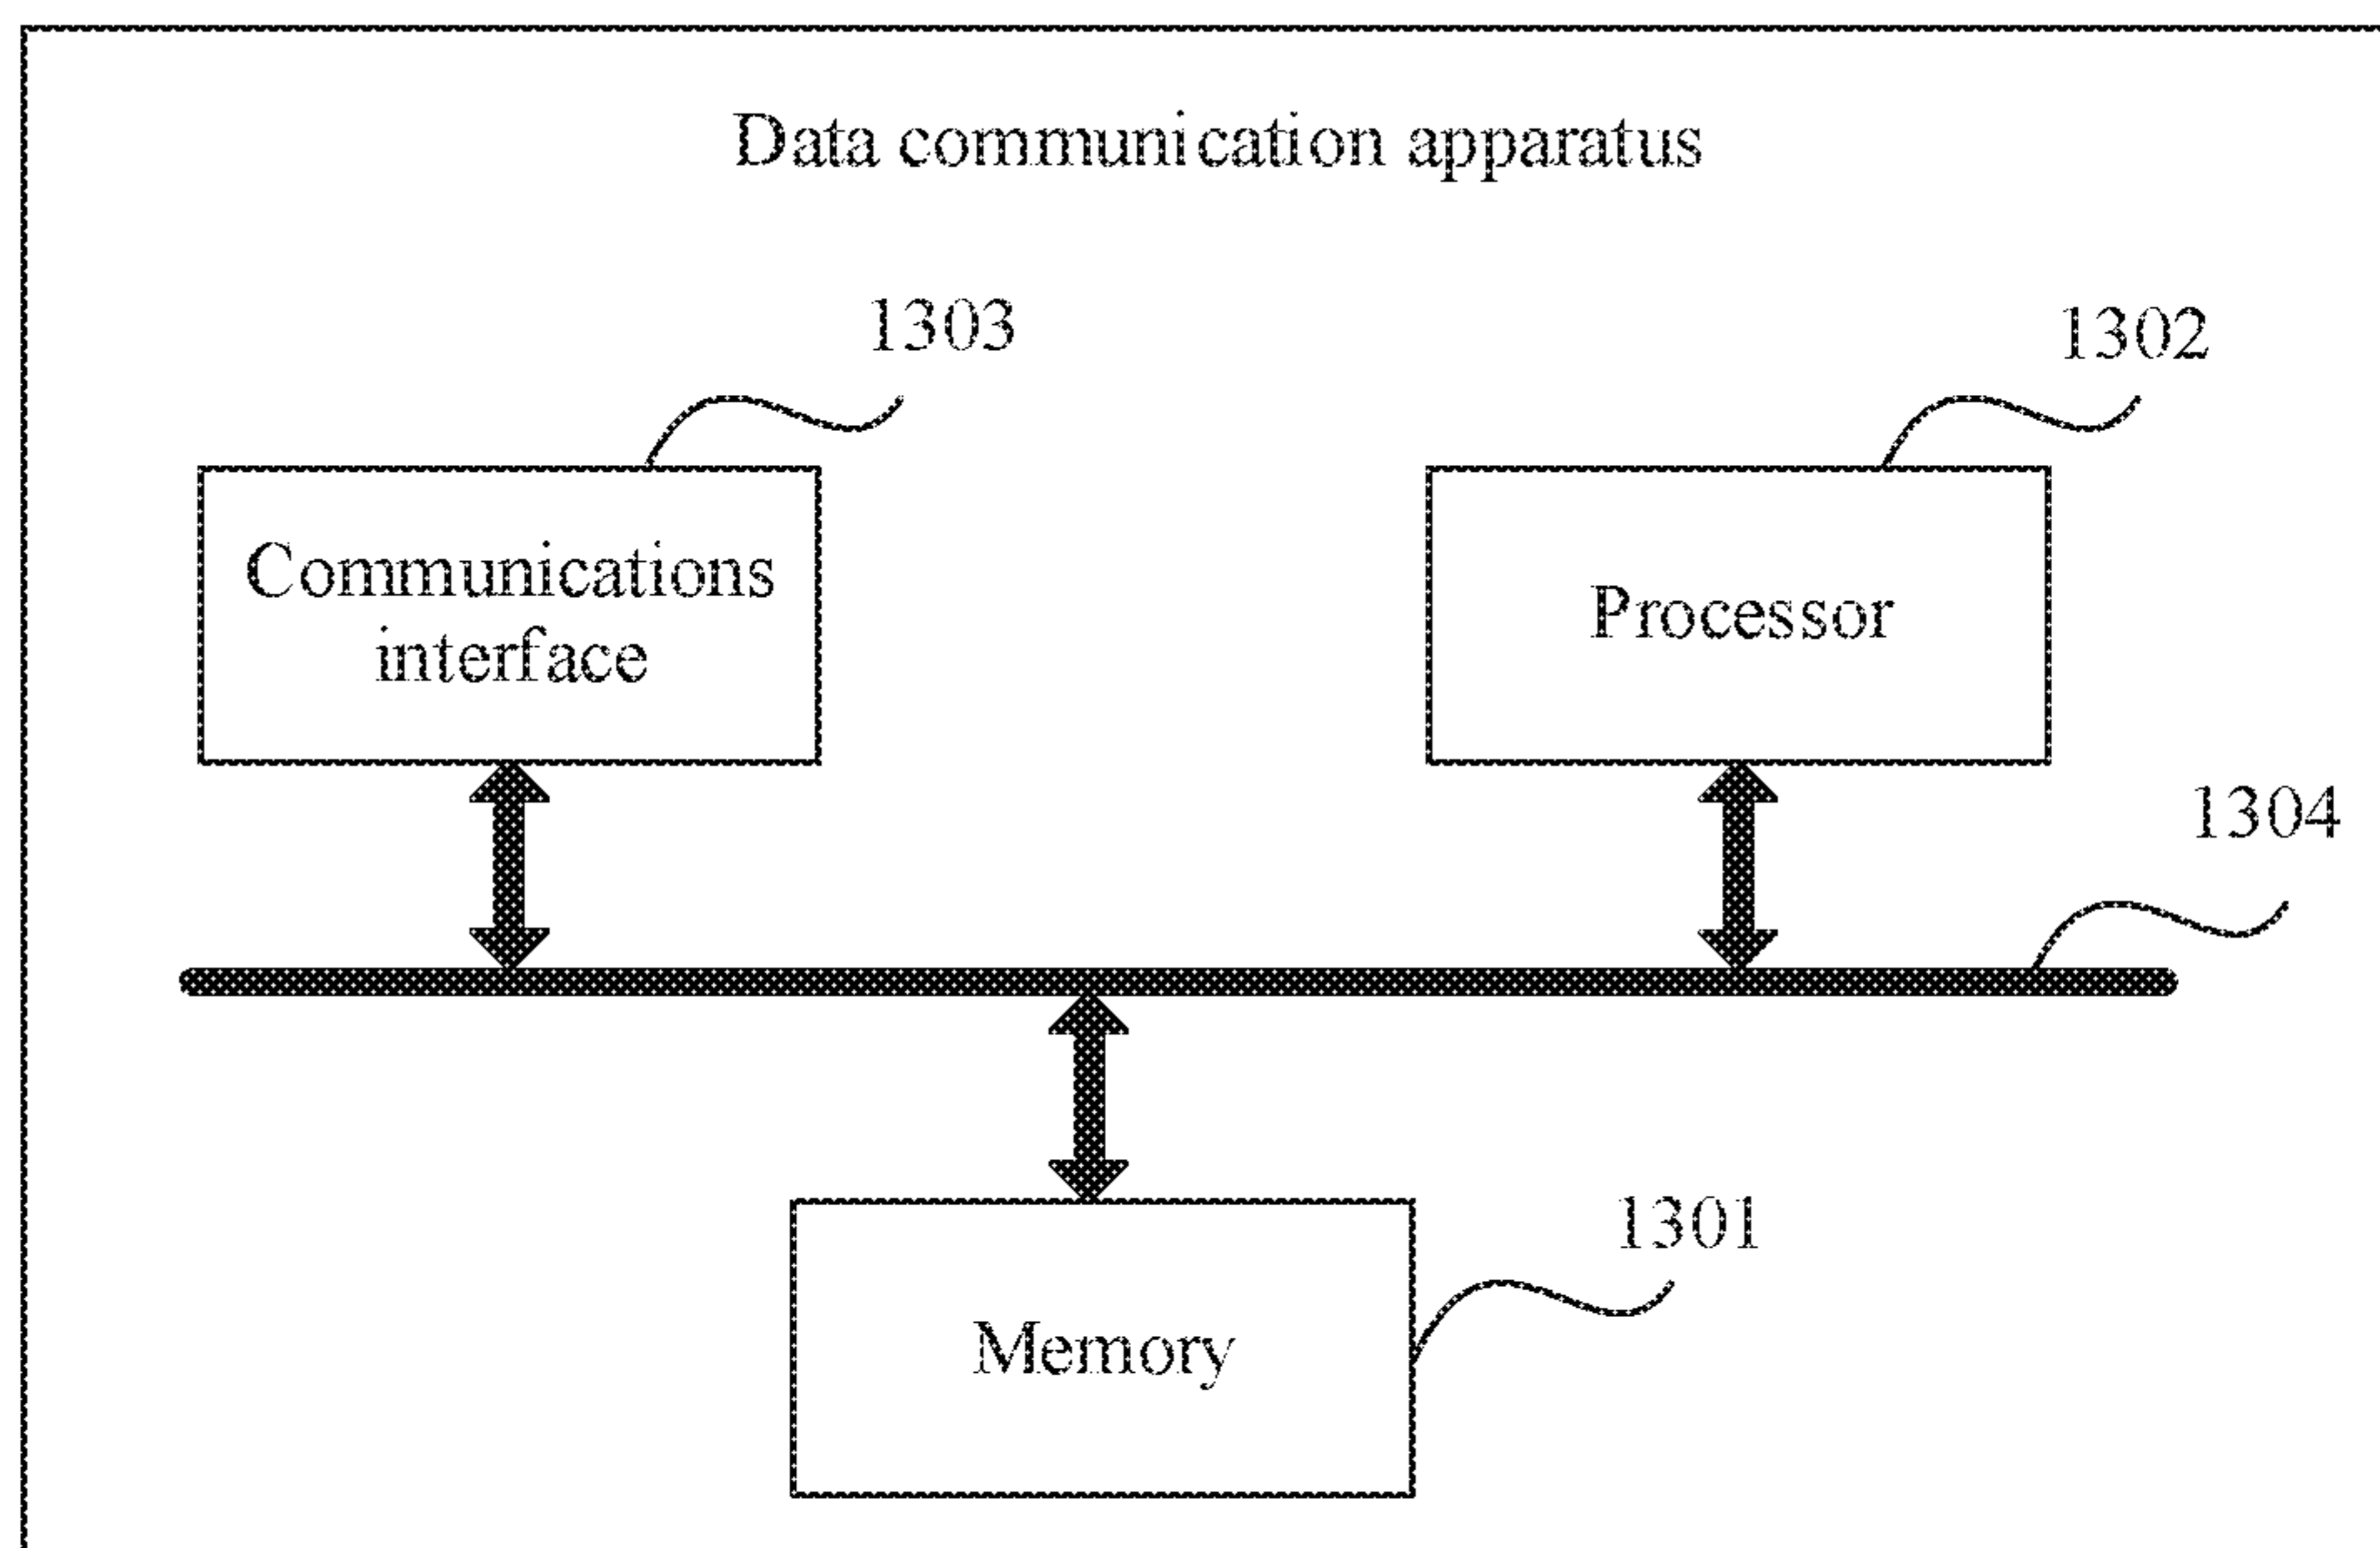 Data communication apparatus
1303
1302
Communications
interface
Processor
1304
1301
Memory